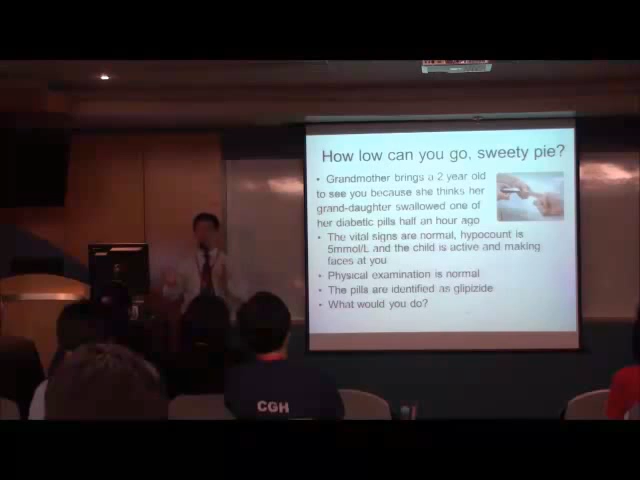 How low can you go, sweety pie?
• Grandmother brings a 2 year old
to see you because she thinks her
grand-daughter swallowed one of
her diabetic pills half an hour ago
• The vital signs are normal, hypocount is
5mmol/L and the child is active and making
faces at you
• Physical examination is normal
• The pills are identified as glipizide
• What would you do?
CGH